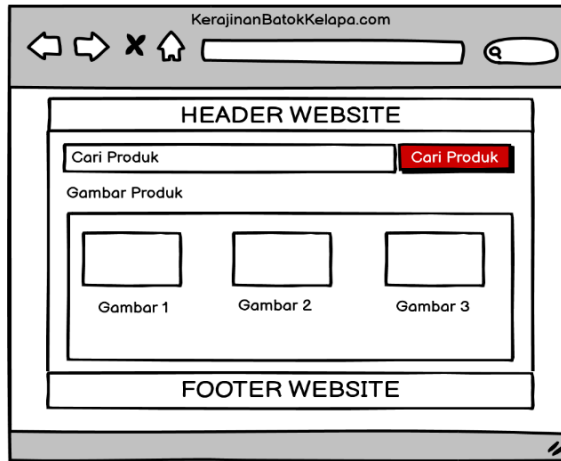 KerajinanBatokKelapa.com
HEADER WEBSITE
Cari Produk
Cari Produk
Gambar Produk
Gambar 1
Gambar 2
Gambar 3
FOOTER WEBSITE